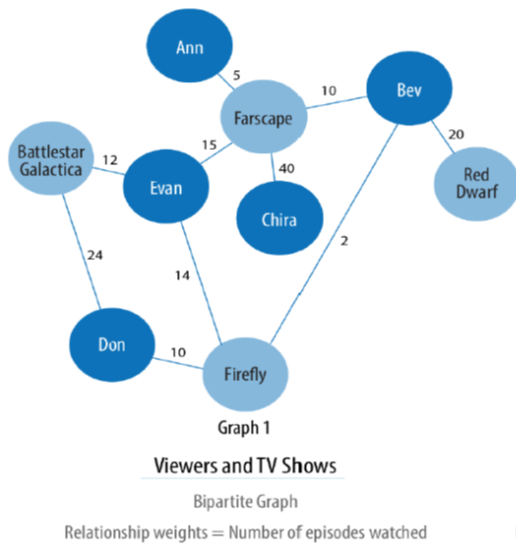 Ann
5
Farscape
10
Bev
Battlestar
Galactica
12
15
20
Evan
40
Red
Dwarf
Chira
24
14
2
Don
10
Firefly
Graph 1
Viewers and TV Shows
Bipartite Graph
Relationship weights = Number of episodes watched